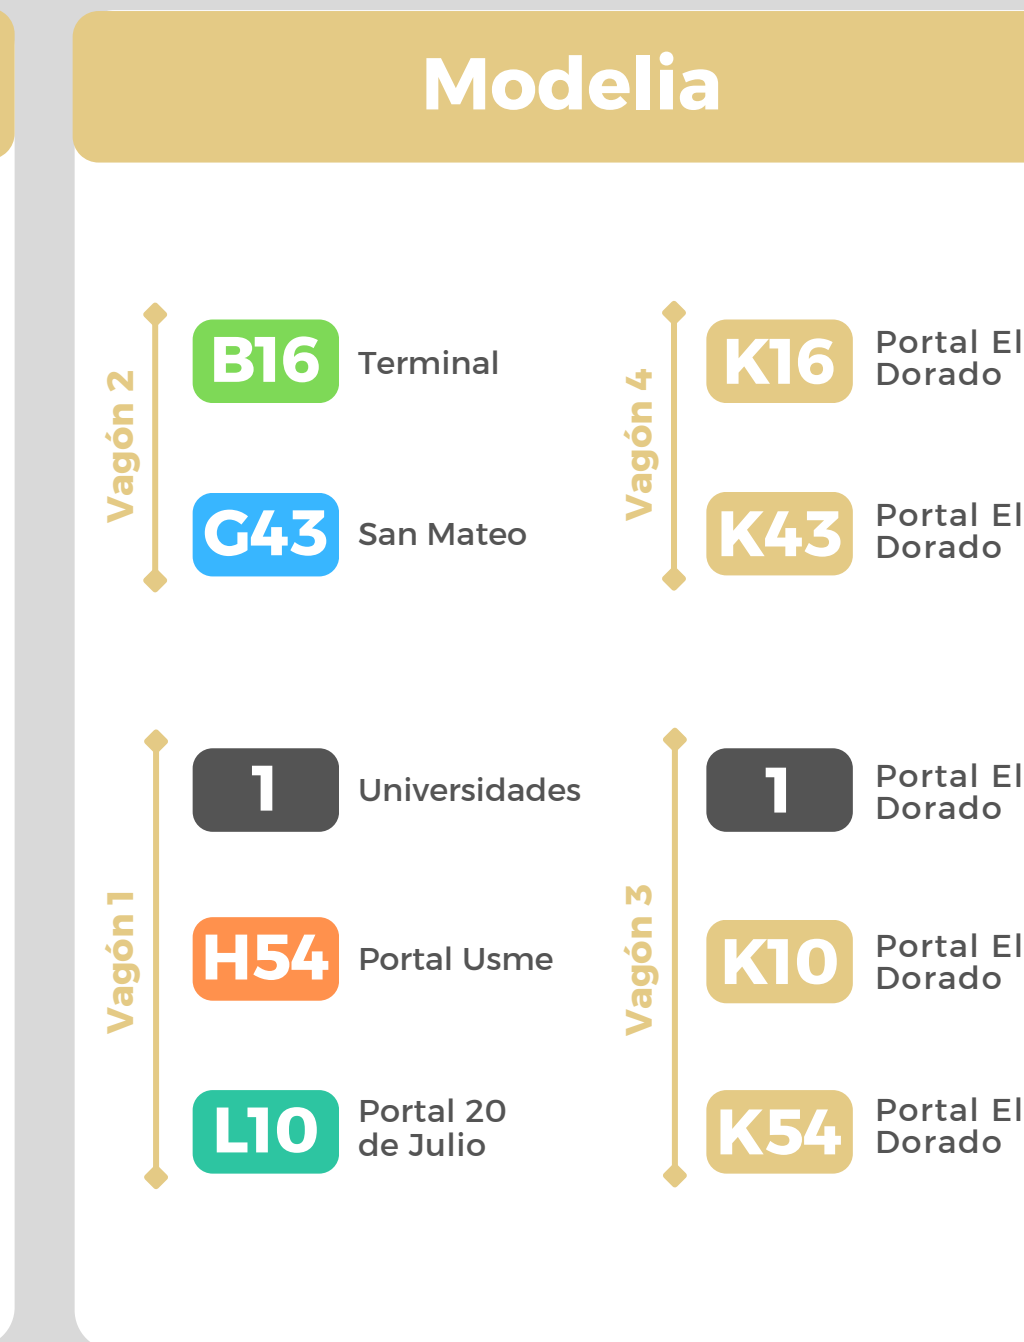 Modelia
Vagón 2
B16
Terminal
G43
San Mateo
Vagón 4
K16
Portal El
Dorado
K43
Portal El
Dorado
Vagón 1
1
Universidades
H54
Portal Usme
L10
Portal 20
de Julio
Vagón 3
1
Portal El
Dorado
K10
Portal El
Dorado
K54
Portal El
Dorado